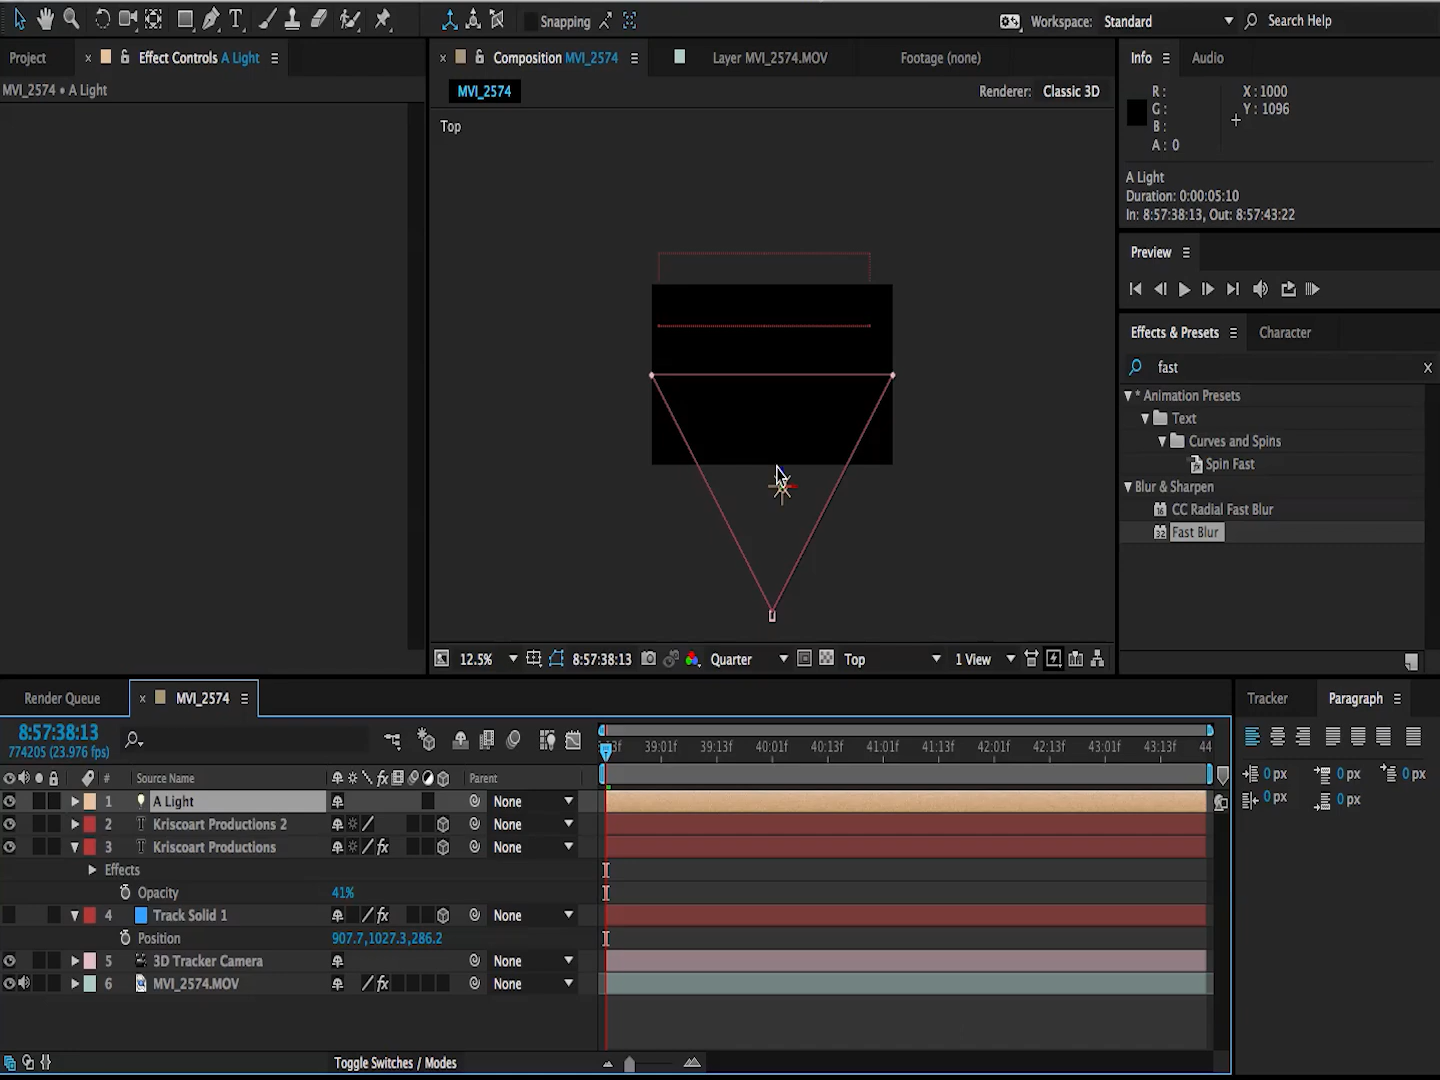 Snapping
Workspace: Standard
Search Help
Project
Effect Controls A Light
Composition MVI_2574
Layer MVI_2574.MOV
Footage (none)
Info
Audio
MVI_2574 • A Light
MVI_2574
Renderer: Classic 3D
R :
G :
B :
A : 0
X : 1000
Y : 1096
Top
A Light
Duration: 0:00:05:10
In: 8:57:38:13, Out: 8:57:43:22
Preview
Effects & Presets
Character
fast
x
* Animation Presets
Text
Curves and Spins
Spin Fast
Blur & Sharpen
CC Radial Fast Blur
Fast Blur
12.5%
8:57:38:13
Quarter
Top
1 View
Render Queue
MVI_2574
Tracker
Paragraph
8:57:38:13
774205 (23.976 fps)
:13f 39:01f 39:13f 40:01f 40:13f 41:01f 41:13f 42:01f 42:13f 43:01f 43:13f 44
# Source Name
Parent
1 A Light None
2 T Kriscoart Productions 2 None
3 T Kriscoart Productions None
Effects
Opacity 41%
4 Track Solid 1 None
Position 907.7,1027.3,286.2
5 3D Tracker Camera None
6 MVI_2574.MOV None
0 px 0 px 0 px
0 px 0 px
Toggle Switches / Modes